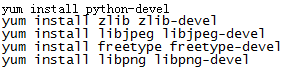 yum install python-devel
yum install zlib zlib-devel
yum install libjpeg libjpeg-devel
yum install freetype freetype-devel
yum install libpng libpng-devel